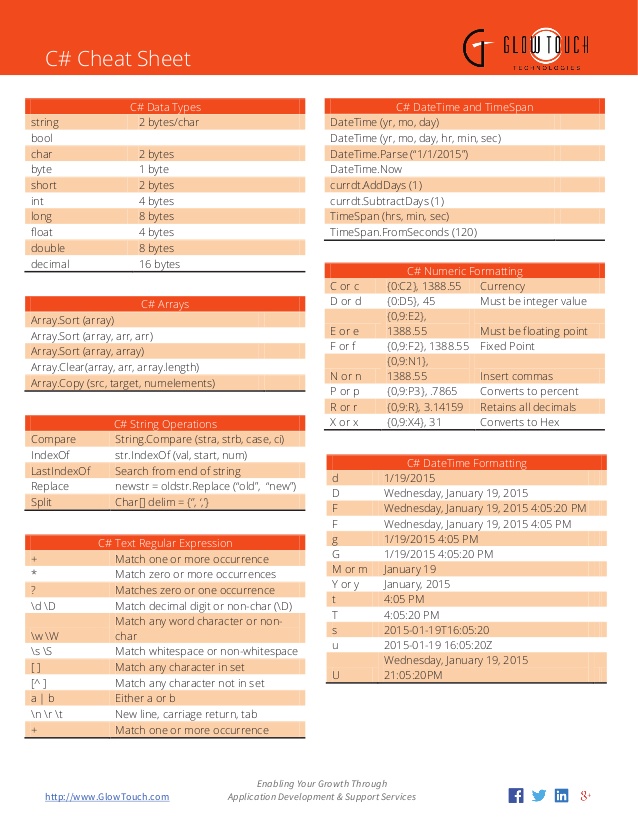 C# Cheat Sheet
GLOWTOUCH
TECHNOLOGIES
C# Data Types
string 2 bytes/char
bool
char 2 bytes
byte 1 byte
short 2 bytes
int 4 bytes
long 8 bytes
float 4 bytes
double 8 bytes
decimal 16 bytes
C# Arrays
Array.Sort (array)
Array.Sort (array, arr, arr)
Array.Sort (array, array)
Array.Clear(array, arr, array.length)
Array.Copy (src, target, numelements)
C# String Operations
Compare String.Compare (stra, strb, case, ci)
IndexOf str.IndexOf (val, start, num)
LastIndexOf Search from end of string
Replace newstr = oldstr.Replace (“old”, “new”)
Split Char[] delim = {‘’, ‘,’}
C# Text Regular Expression
+ Match one or more occurrence
* Match zero or more occurrences
? Matches zero or one occurrence
\d \D Match decimal digit or non-char (\D)
Match any word character or non-
\w \W char
\s \S Match whitespace or non-whitespace
[ ] Match any character in set
[^ ] Match any character not in set
a | b Either a or b
\n \r \t New line, carriage return, tab
+ Match one or more occurrence
C# DateTime and TimeSpan
DateTime (yr, mo, day)
DateTime (yr, mo, day, hr, min, sec)
DateTime.Parse (“1/1/2015”)
DateTime.Now
currdt.AddDays (1)
currdt.SubtractDays (1)
TimeSpan (hrs, min, sec)
TimeSpan.FromSeconds (120)
C# Numeric Formatting
C or c {0:C2}, 1388.55 Currency
D or d {0:D5}, 45 Must be integer value
{0,:9:E2},
E or e 1388.55 Must be floating point
F or f {0,:9:F2}, 1388.55 Fixed Point
{0,:9:N1},
N or n 1388.55 Insert commas
P or p {0,:9:P3}, .7865 Converts to percent
R or r {0,:9:R}, 3.14159 Retains all decimals
X or x {0,:9:X4}, 31 Converts to Hex
C# DateTime Formatting
d 1/19/2015
D Wednesday, January 19, 2015
F Wednesday, January 19, 2015 4:05:20 PM
F Wednesday, January 19, 2015 4:05 PM
g 1/19/2015 4:05 PM
G 1/19/2015 4:05:20 PM
M or m January 19
Y or y January, 2015
t 4:05 PM
T 4:05:20 PM
s 2015-01-19T16:05:20
u 2015-01-19 16:05:20Z
Wednesday, January 19, 2015
U 21:05:20PM
http://www.GlowTouch.com
Enabling Your Growth Through
Application Development & Support Services